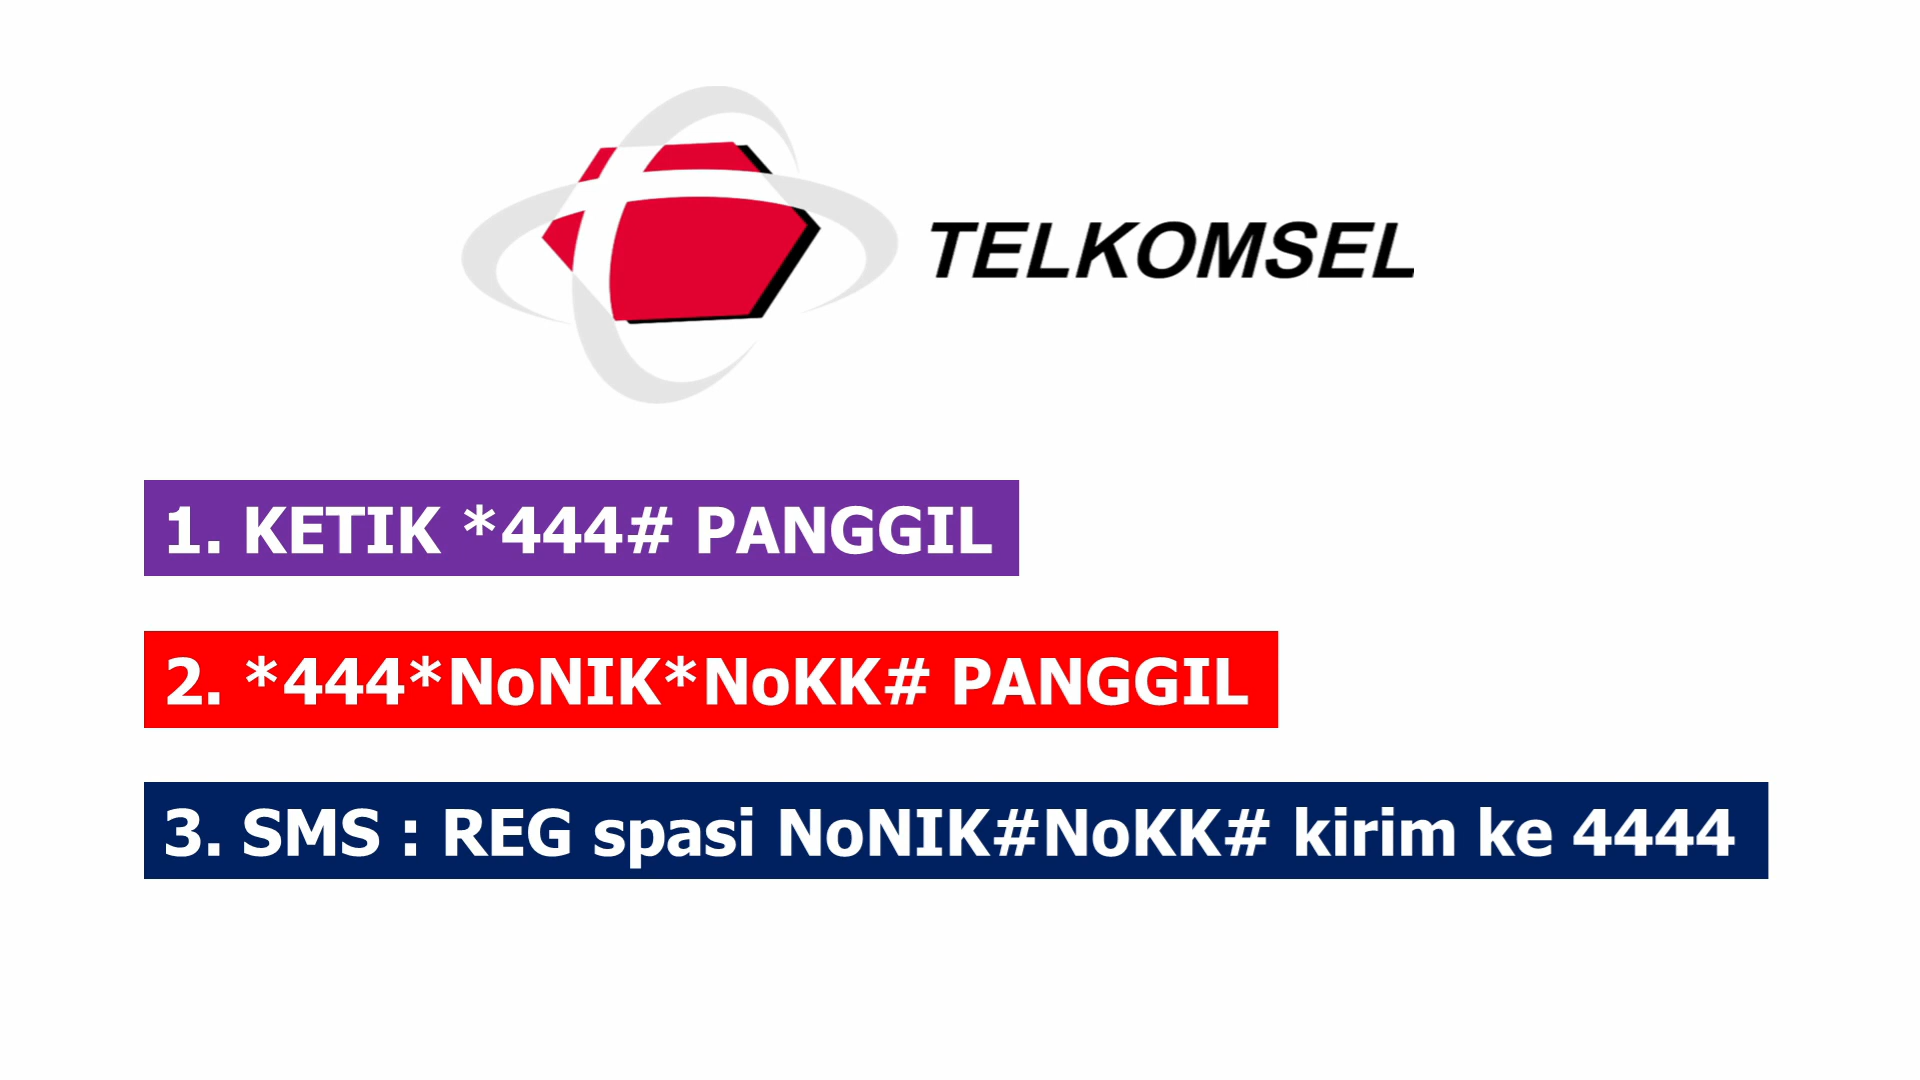 TELKOMSEL
1. KETIK *444# PANGGIL
2. *444*NoNIK*NoKK# PANGGIL
3. SMS : REG spasi NoNIK#NoKK# kirim ke 4444